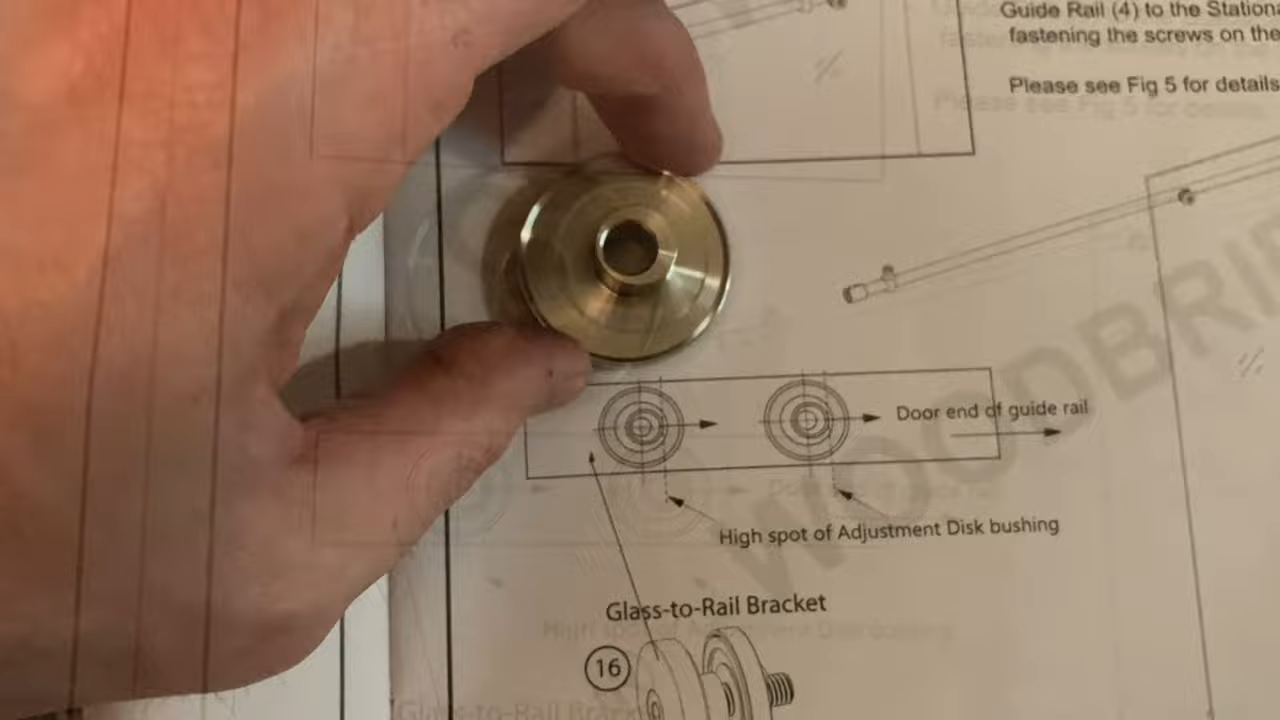 Guide Rail (4) to the Station
fastening the screws on the
Please see Fig 5 for details
WOODBRI
Door end of guide rail
High spot of Adjustment Disk bushing
Glass-to-Rail Bracket
16